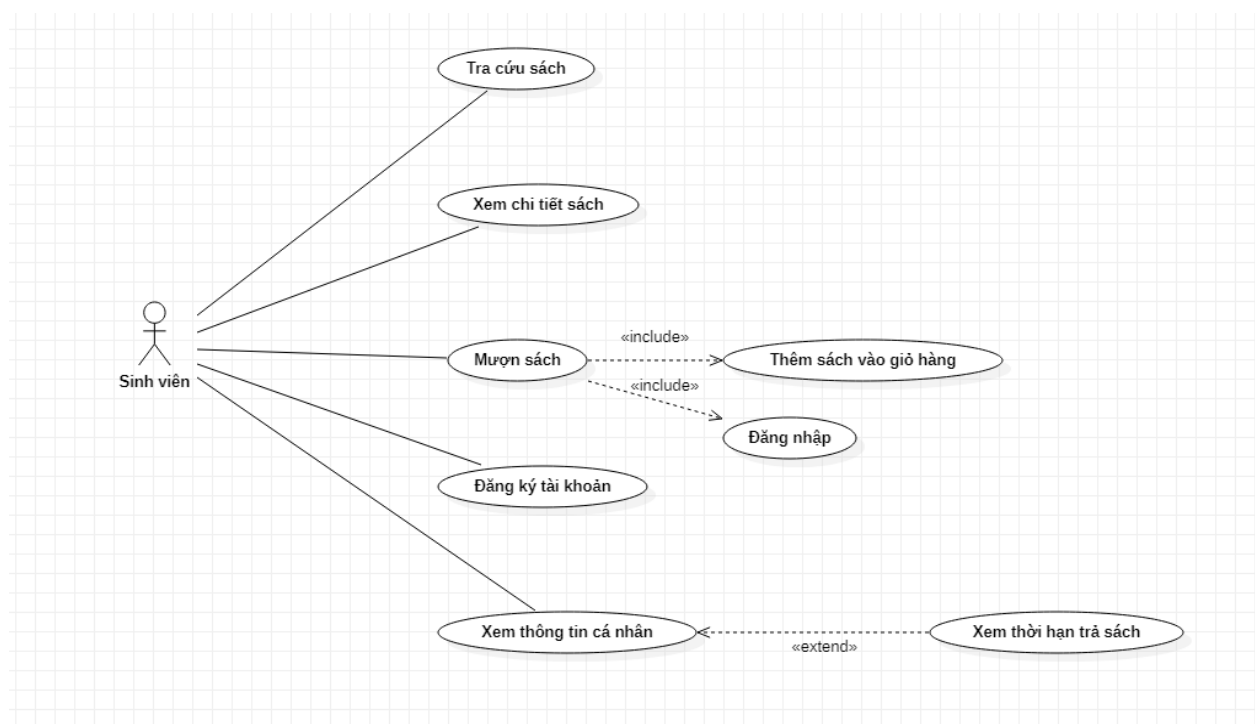 Tra cứu sách
Xem chi tiết sách
«include»
Mượn sách
Thêm sách vào giỏ hàng
Sinh viên
«include»
Đăng nhập
Đăng ký tài khoản
Xem thông tin cá nhân
Xem thời hạn trả sách
«extend»